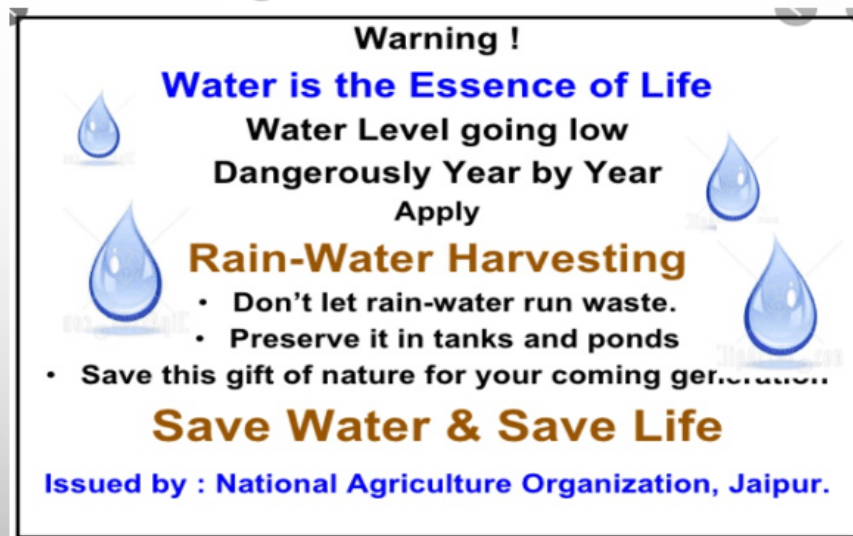 Warning !
Water is the Essence of Life
Water Level going low
Dangerously Year by Year
Apply
Rain-Water Harvesting
• Don't let rain-water run waste.
• Preserve it in tanks and ponds
• Save this gift of nature for your coming generation
Save Water & Save Life
Issued by : National Agriculture Organization, Jaipur.